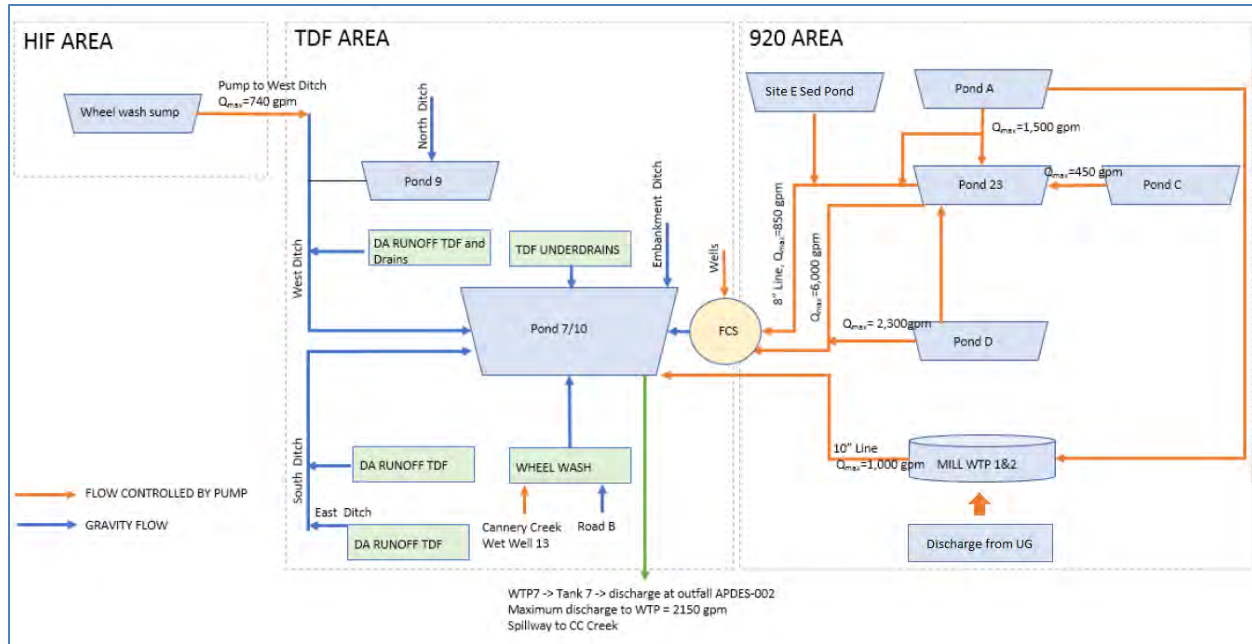 HIF AREA
TDF AREA
920 AREA
Pump to West Ditch
Qmax=740 gpm
Wheel wash sump
North Ditch
Pond 9
Site E Sed Pond
Pond A
Qmax=1,500 gpm
Pond 23
Qmax=450 gpm
Pond C
West Ditch
DA RUNOFF TDF and
Drains
TDF UNDERDRAINS
Embankment Ditch
Wells
8” Line, Qmax=850 gpm
Qmax=6,000 gpm
Pond 7/10
FCS
Qmax= 2,300gpm
Pond D
10” Line
Qmax=1,000 gpm
MILL WTP 1&2
South Ditch
DA RUNOFF TDF
WHEEL WASH
FLOW CONTROLLED BY PUMP
GRAVITY FLOW
East Ditch
DA RUNOFF TDF
Cannery Creek
Wet Well 13
Road B
Discharge from UG
WTP7 -> Tank 7 -> discharge at outfall APDES-002
Maximum discharge to WTP = 2150 gpm
Spillway to CC Creek